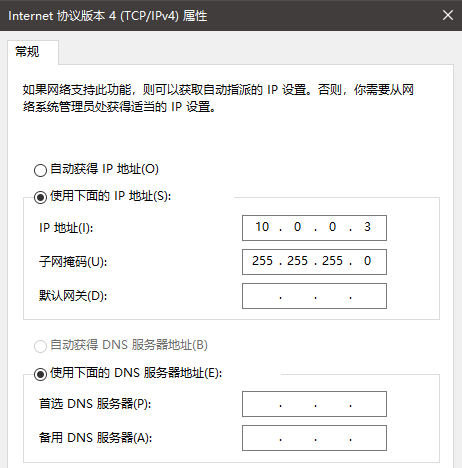 Internet 协议版本 4 (TCP/IPv4) 属性
常规
如果网络支持此功能，则可以获取自动指派的 IP 设置。否则，你需要从网
络系统管理员处获得适当的 IP 设置。
自动获得 IP 地址(O)
使用下面的 IP 地址(S):
IP 地址(I): 10 . 0 . 0 . 3
子网掩码(U): 255 . 255 . 255 . 0
默认网关(D): . . .
自动获得 DNS 服务器地址(B)
使用下面的 DNS 服务器地址(E):
首选 DNS 服务器(P): . . .
备用 DNS 服务器(A): . . .